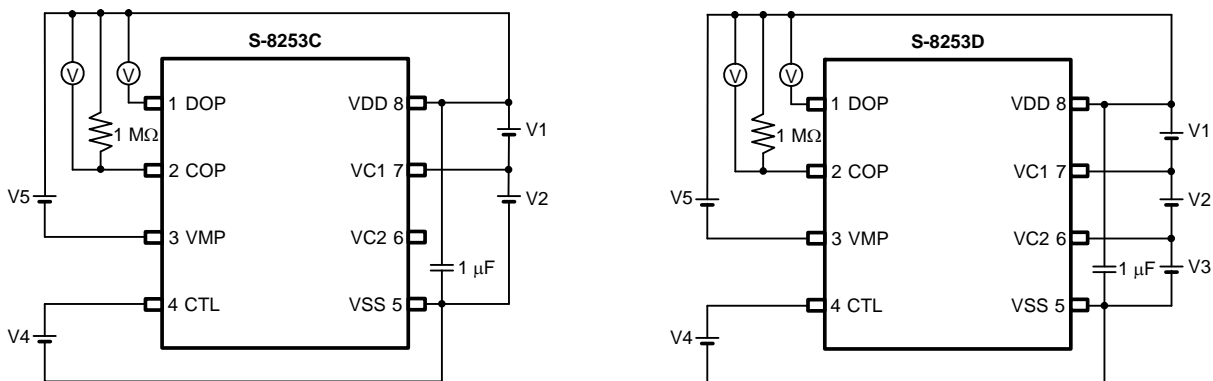 S-8253C
V
V
1 DOP
VDD 8
1 MΩ
V1
2 COP
VC1 7
V5
V2
3 VMP
VC2 6
1 μF
4 CTL
VSS 5
V4
S-8253D
V
V
1 DOP
VDD 8
1 MΩ
V1
2 COP
VC1 7
V5
V2
3 VMP
VC2 6
1 μF
V3
4 CTL
VSS 5
V4